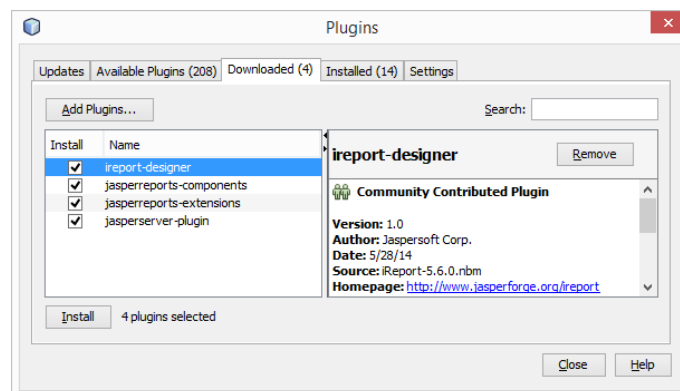 Plugins
Updates Available Plugins (208) Downloaded (4) Installed (14) Settings
Add Plugins... Search:
Install Name
ireport-designer
jasperreports-components
jasperreports-extensions
jasperserver-plugin
ireport-designer Remove
Community Contributed Plugin
Version: 1.0
Author: Jaspersoft Corp.
Date: 5/28/14
Source: iReport-5.6.0.nbm
Homepage: http://www.jasperforge.org/ireport
Install 4 plugins selected
Close Help